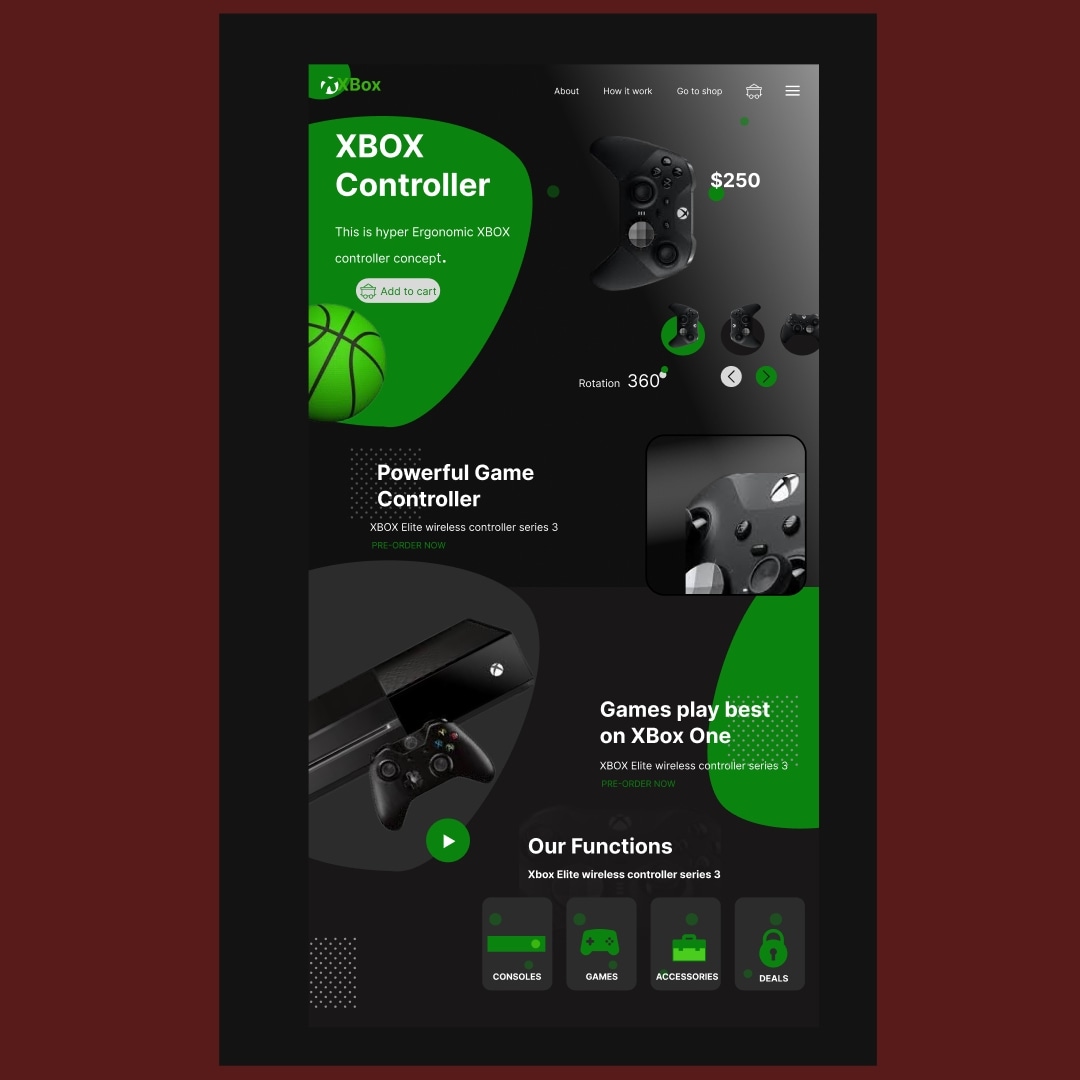 XBox
About How it work Go to shop
XBOX
Controller
$250
This is hyper Ergonomic XBOX
controller concept.
Add to cart
Rotation 360
Powerful Game
Controller
XBOX Elite wireless controller series 3
PRE-ORDER NOW
Games play best
on XBox One
XBOX Elite wireless controller series 3
PRE-ORDER NOW
Our Functions
Xbox Elite wireless controller series 3
CONSOLES GAMES ACCESSORIES DEALS